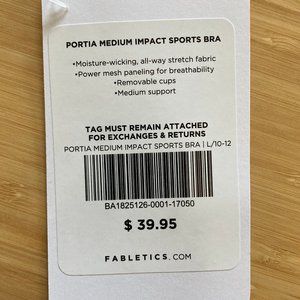 PORTIA MEDIUM IMPACT SPORTS BRA
•Moisture-wicking, all-way stretch fabric
•Power mesh paneling for breathability
•Removable cups
•Medium support
TAG MUST REMAIN ATTACHED
FOR EXCHANGES & RETURNS
PORTIA MEDIUM IMPACT SPORTS BRA | L/10-12
BA1825126-0001-17050
$ 39.95
FABLETICS.COM